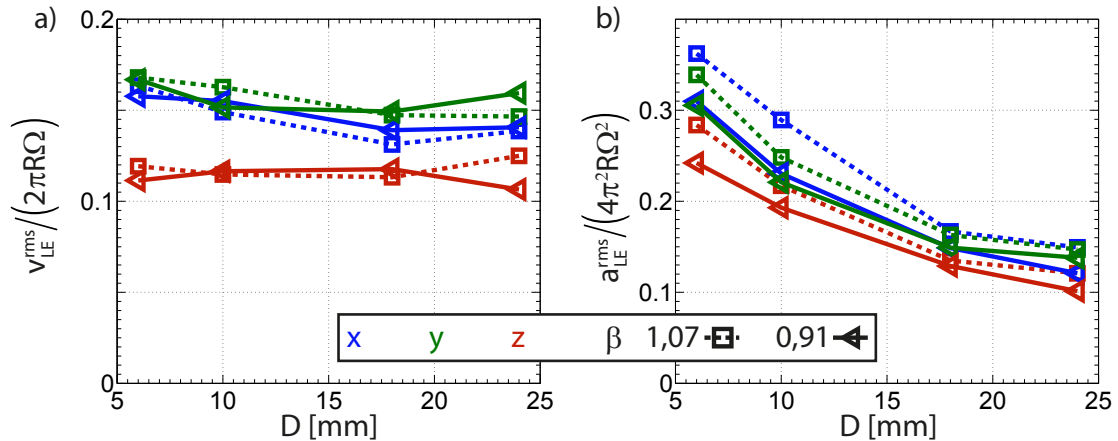 a)
0.2
0.1
0
v_LE^rms/(2πRΩ)
5 10 15 20 25
D [mm]
b)
0.3
0.2
0.1
0
a_LE^rms/(4π²RΩ²)
5 10 15 20 25
D [mm]
x y z β 1,07 0,91